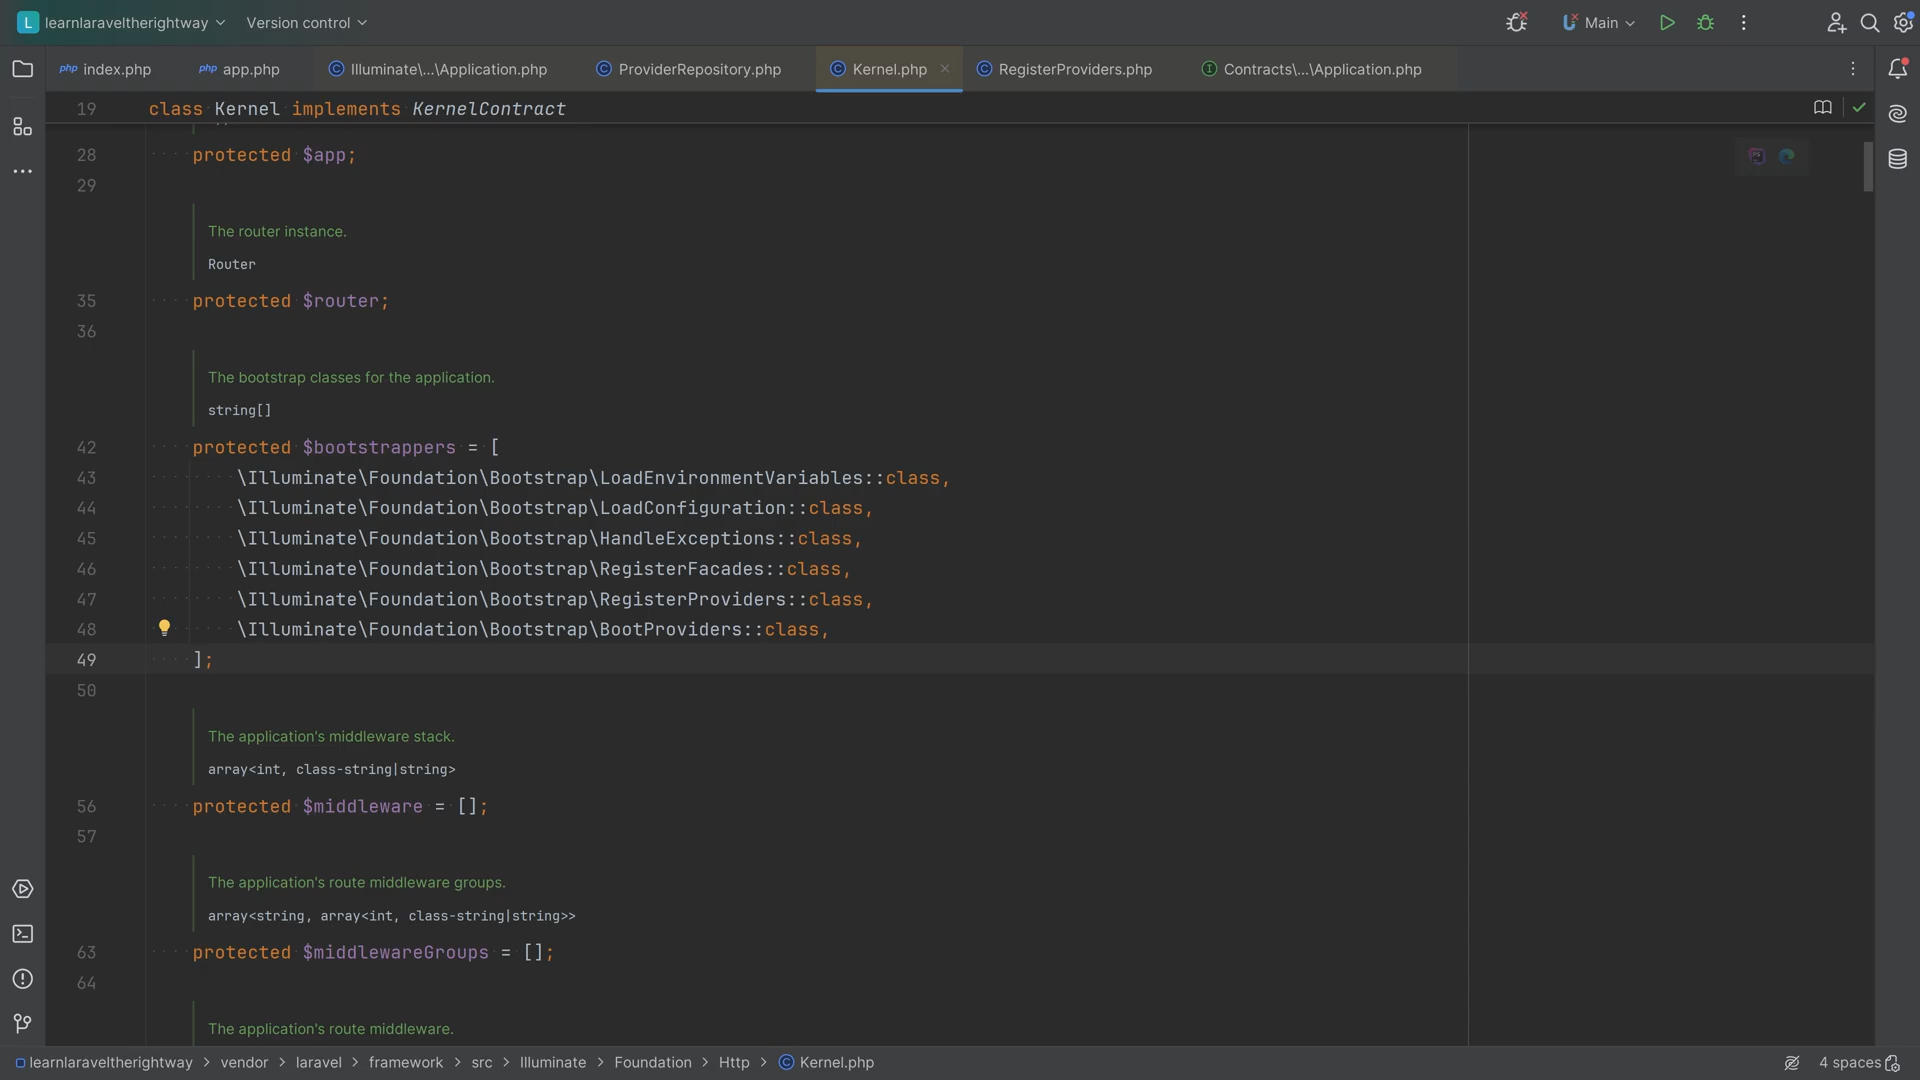 L learnlaraveltherightway Version control Main
php index.php php app.php Illuminate\...\Application.php ProviderRepository.php Kernel.php RegisterProviders.php Contracts\...\Application.php
19 class Kernel implements KernelContract
28 protected $app;
29
The router instance.
Router
35 protected $router;
36
The bootstrap classes for the application.
string[]
42 protected $bootstrappers = [
43 \Illuminate\Foundation\Bootstrap\LoadEnvironmentVariables::class,
44 \Illuminate\Foundation\Bootstrap\LoadConfiguration::class,
45 \Illuminate\Foundation\Bootstrap\HandleExceptions::class,
46 \Illuminate\Foundation\Bootstrap\RegisterFacades::class,
47 \Illuminate\Foundation\Bootstrap\RegisterProviders::class,
48 \Illuminate\Foundation\Bootstrap\BootProviders::class,
49 ];
50
The application's middleware stack.
array<int, class-string|string>
56 protected $middleware = [];
57
The application's route middleware groups.
array<string, array<int, class-string|string>>
63 protected $middlewareGroups = [];
64
The application's route middleware.
learnlaraveltherightway > vendor > laravel > framework > src > Illuminate > Foundation > Http > Kernel.php 4 spaces